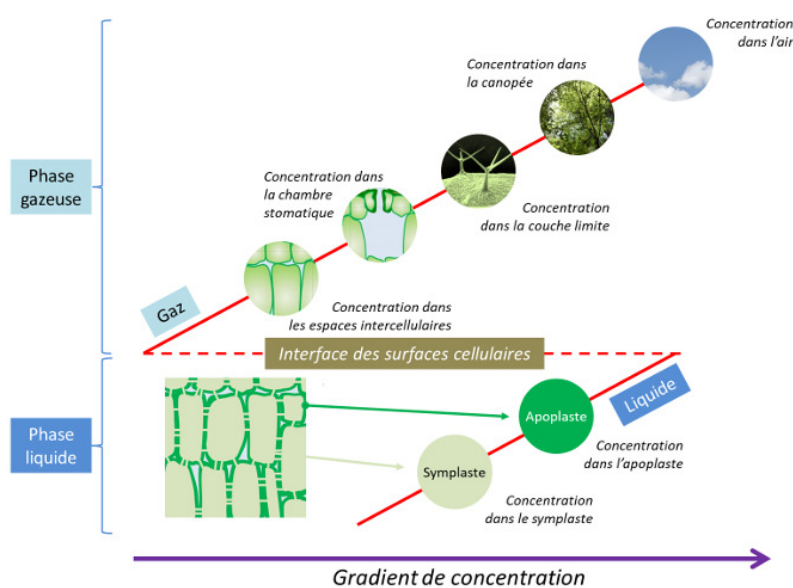 Concentration
dans l'air
Concentration dans
la canopée
Phase
gazeuse
Concentration dans
la chambre
stomatique
Concentration
dans la couche limite
Gaz
Concentration dans
les espaces intercellulaires
Interface des surfaces cellulaires
Liquide
Apoplaste
Phase
liquide
Concentration
dans l'apoplaste
Symplaste
Concentration
dans le symplaste
Gradient de concentration